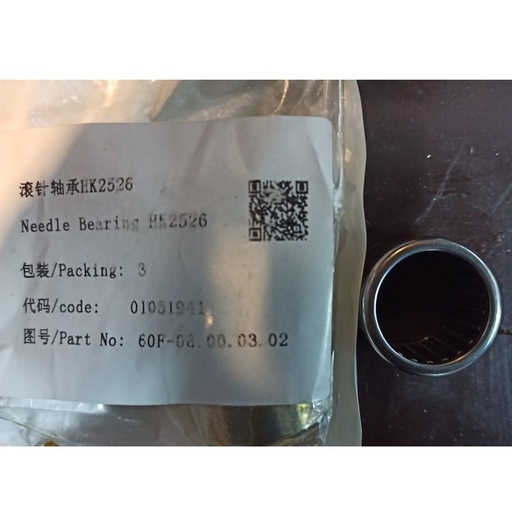 滚针轴承HK2526
Needle Bearing HK2526
包装/Packing: 3
代码/code: 01051941
图号/Part No: 60F-06.00.03.02